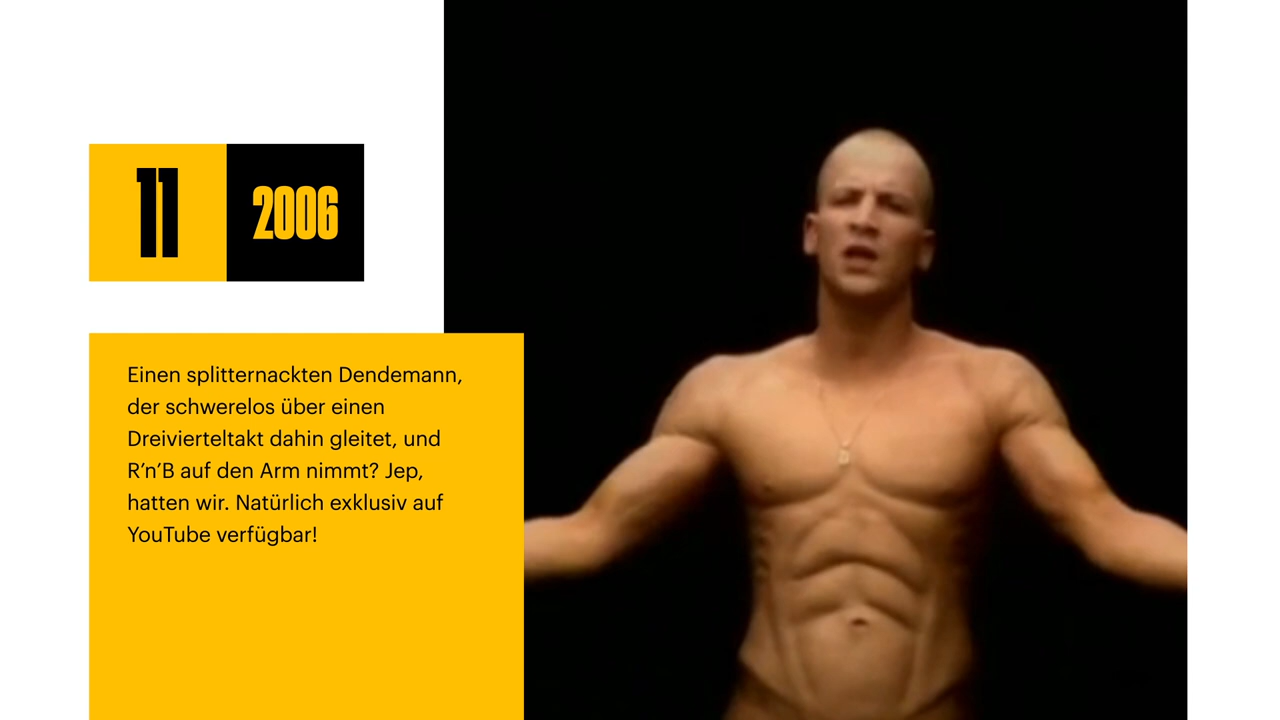 11
2006
Einen splitternackten Dendemann,
der schwerelos über einen
Dreivierteltakt dahin gleitet, und
R’n’B auf den Arm nimmt? Jep,
hatten wir. Natürlich exklusiv auf
YouTube verfügbar!